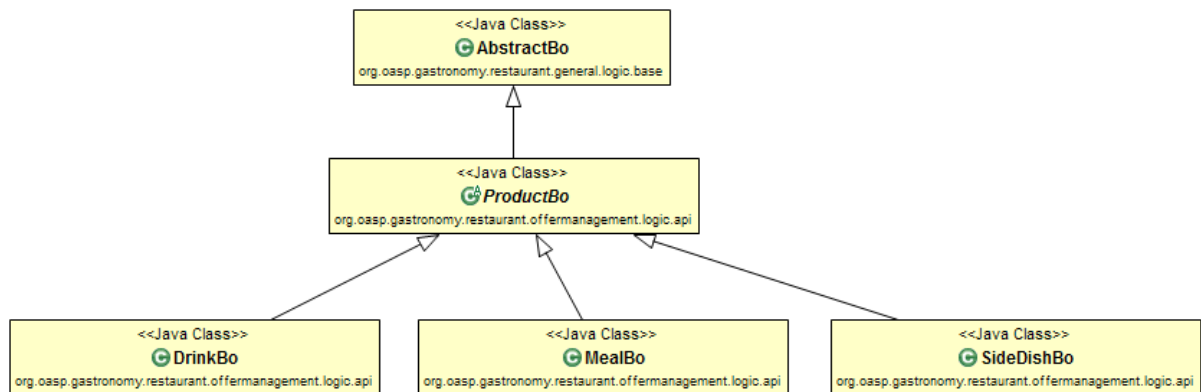 <<Java Class>>
AbstractBo
org.oasp.gastronomy.restaurant.general.logic.base
<<Java Class>>
ProductBo
org.oasp.gastronomy.restaurant.offermanagement.logic.api
<<Java Class>>
DrinkBo
org.oasp.gastronomy.restaurant.offermanagement.logic.api
<<Java Class>>
MealBo
org.oasp.gastronomy.restaurant.offermanagement.logic.api
<<Java Class>>
SideDishBo
org.oasp.gastronomy.restaurant.offermanagement.logic.api